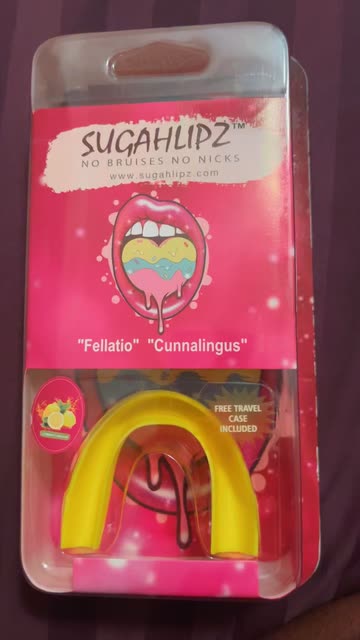 SUGAHLIPZ™
NO BRUISES NO NICKS
www.sugahlipz.com
"Fellatio" "Cunnalingus"
FREE TRAVEL
CASE
INCLUDED